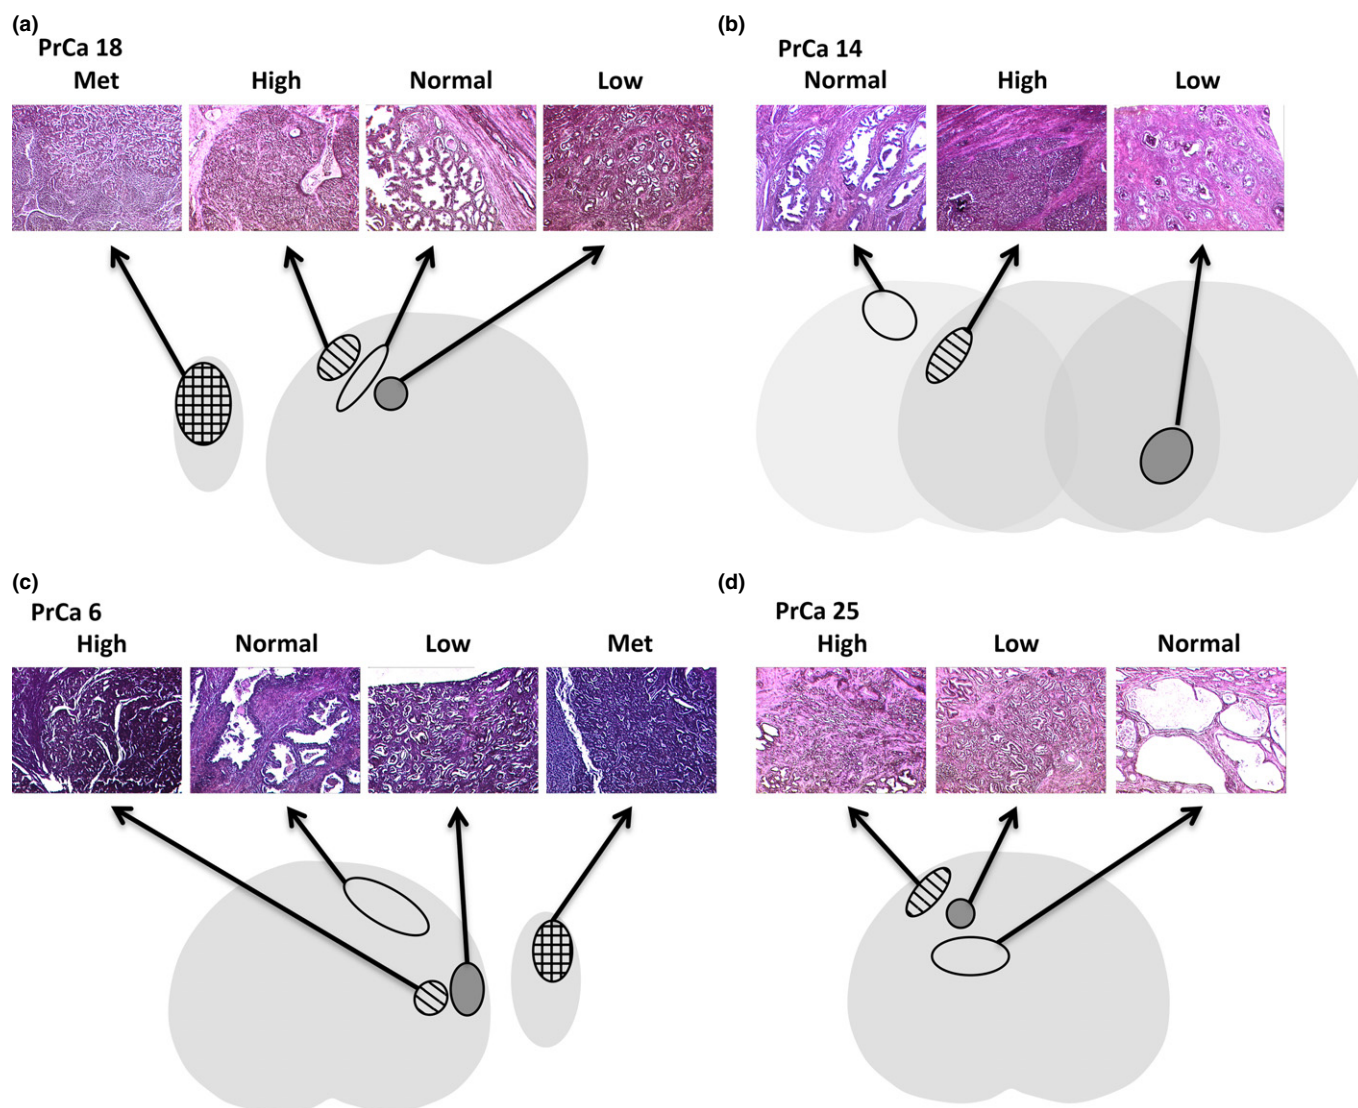 (a)
PrCa 18
Met High Normal Low
(b)
PrCa 14
Normal High Low
(c)
PrCa 6
High Normal Low Met
(d)
PrCa 25
High Low Normal